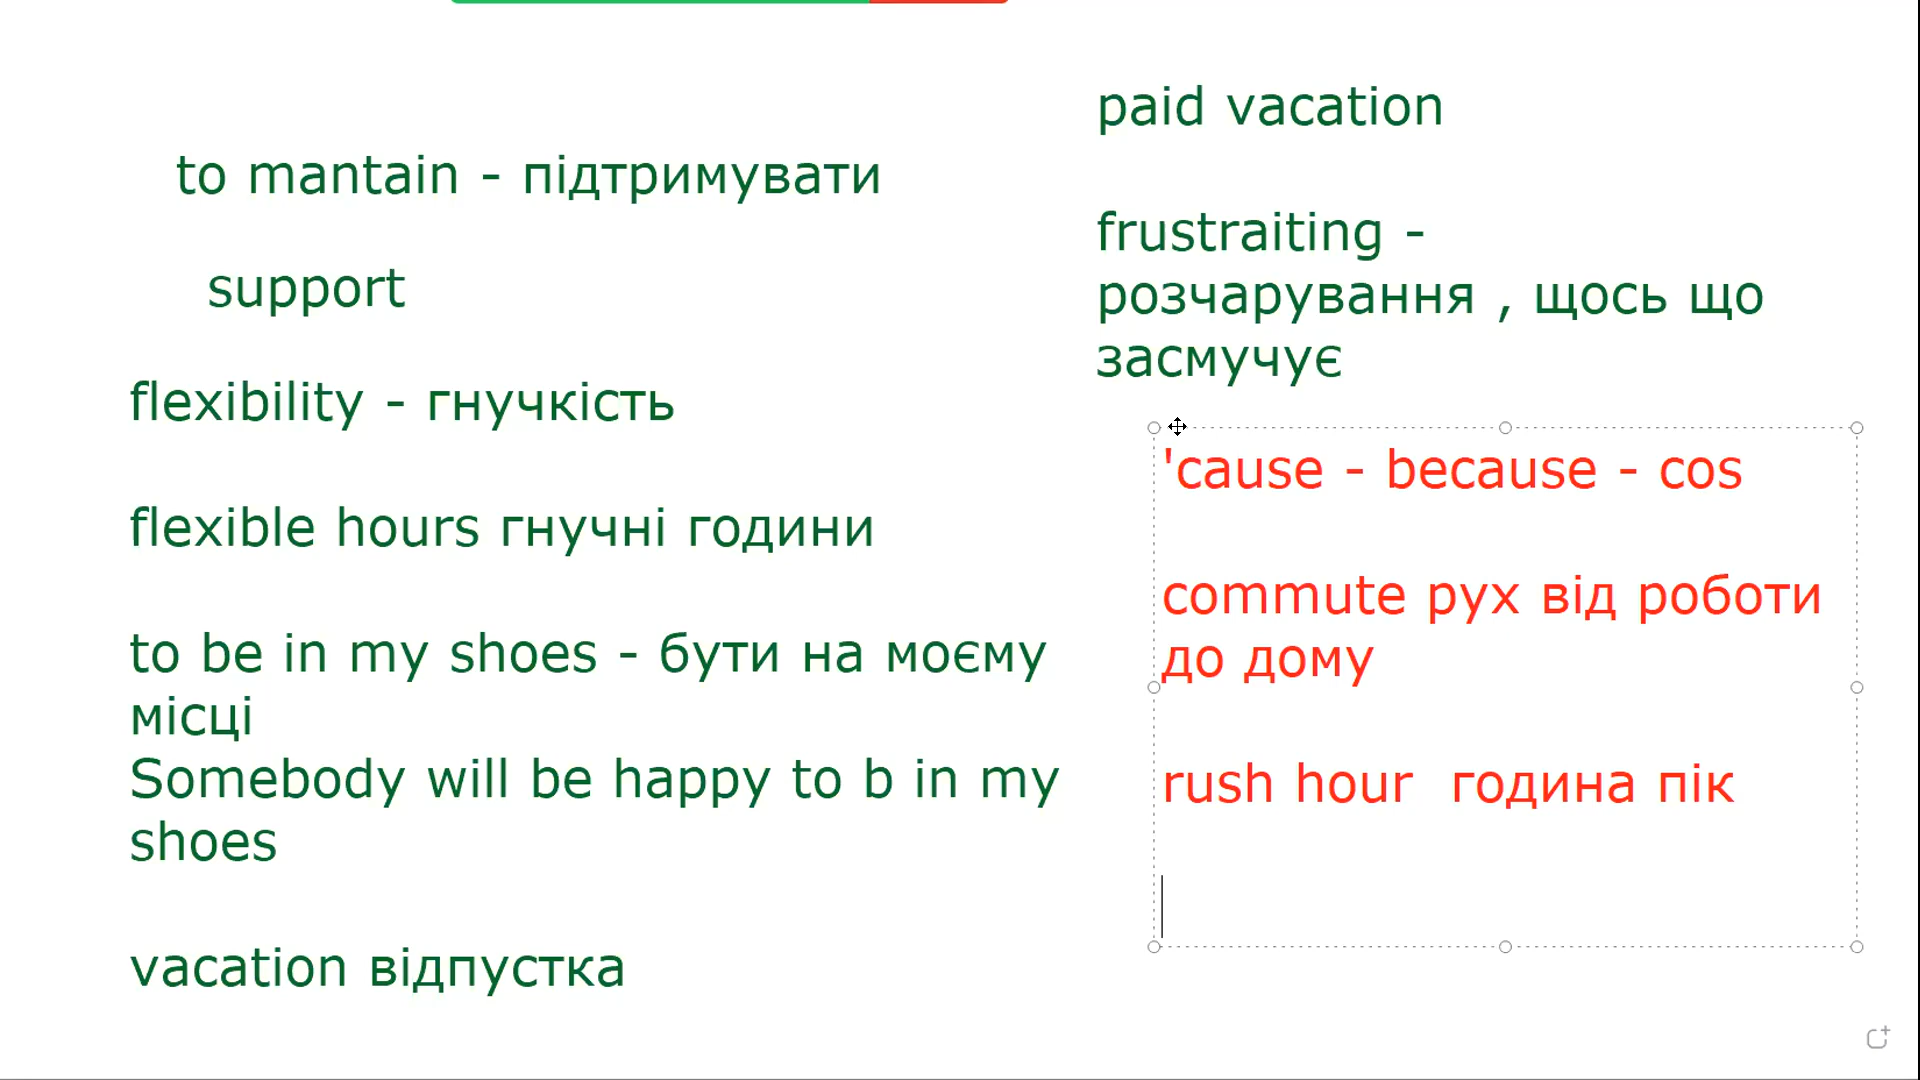 to mantain - підтримувати
support
flexibility - гнучкість
flexible hours гнучні години
to be in my shoes - бути на моєму
місці
Somebody will be happy to b in my
shoes
vacation відпустка
paid vacation
frustraiting -
розчарування , щось що
засмучує
'cause - because - cos
commute рух від роботи
до дому
rush hour  година пік